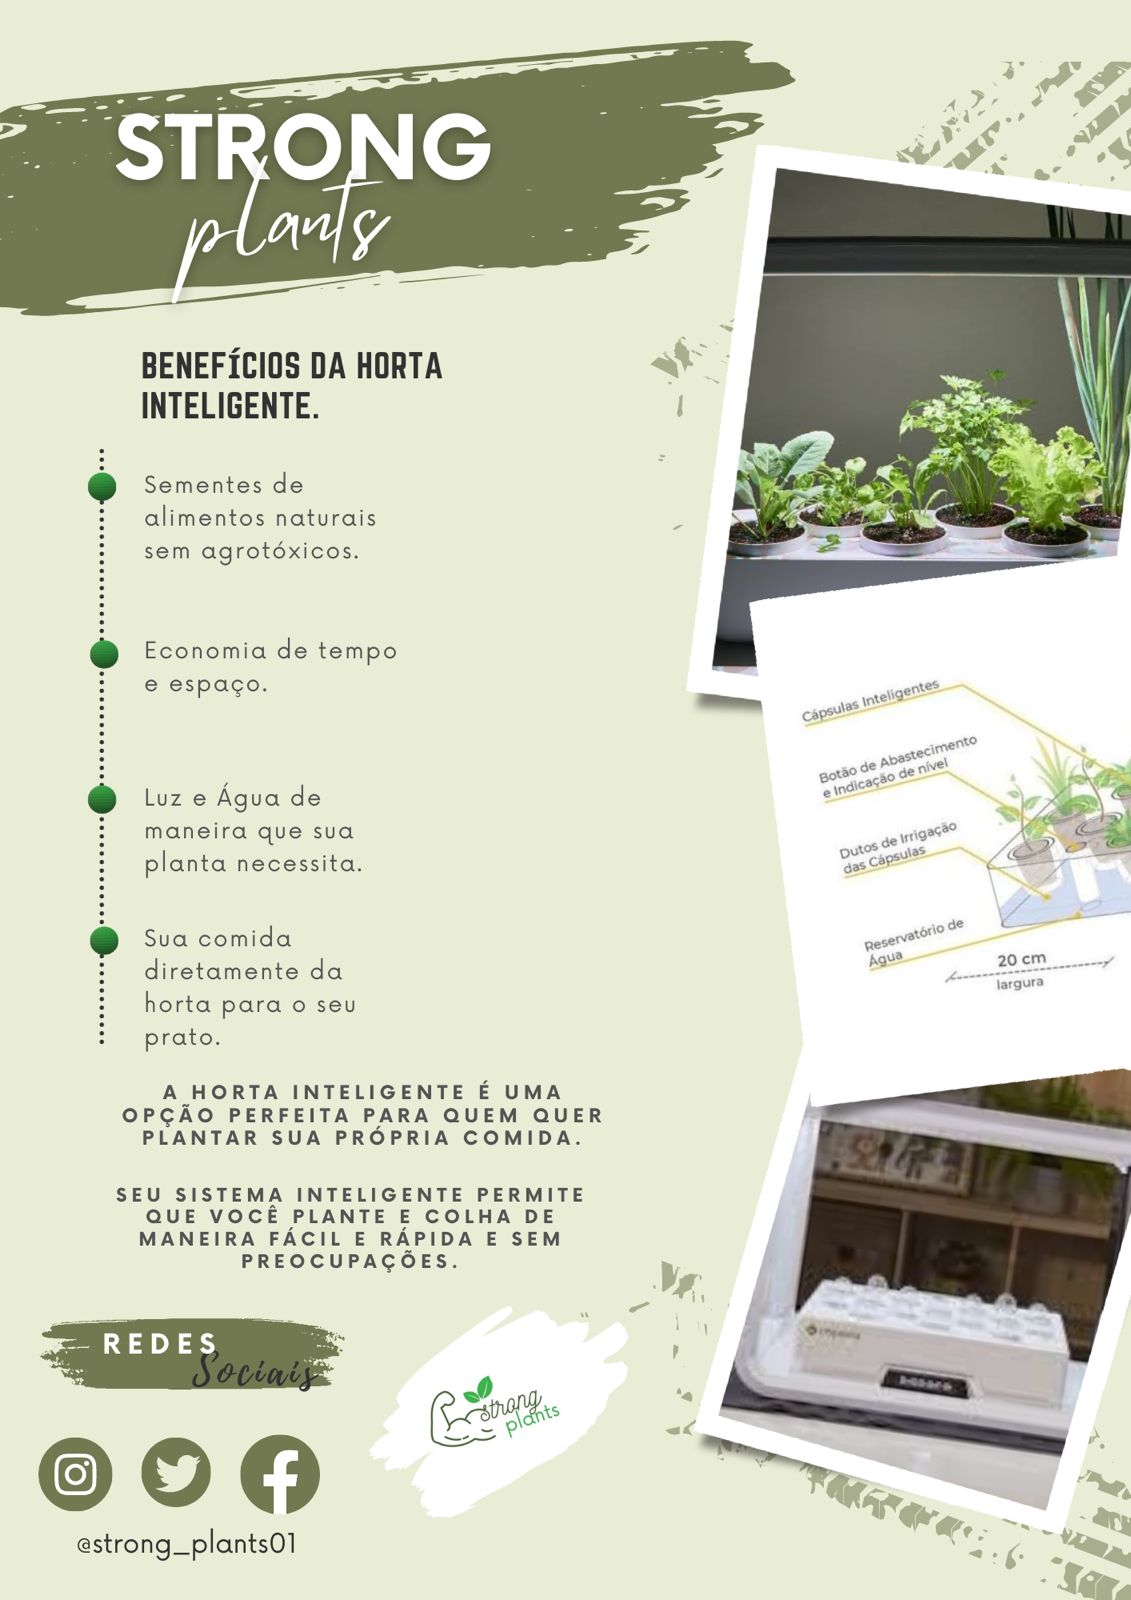 STRONG
plants
BENEFÍCIOS DA HORTA
INTELIGENTE.
Sementes de
alimentos naturais
sem agrotóxicos.
Economia de tempo
e espaço.
Luz e Água de
maneira que sua
planta necessita.
Sua comida
diretamente da
horta para o seu
prato.
A HORTA INTELIGENTE É UMA
OPÇÃO PERFEITA PARA QUEM QUER
PLANTAR SUA PRÓPRIA COMIDA.
SEU SISTEMA INTELIGENTE PERMITE
QUE VOCÊ PLANTE E COLHA DE
MANEIRA FÁCIL E RÁPIDA E SEM
PREOCUPAÇÕES.
Cápsulas Inteligentes
Botão de Abastecimento
e Indicação de nível
Dutos de Irrigação
das Cápsulas
Reservatório de
Água
20 cm
largura
REDES
Sociais
strong
plants
@strong_plants01